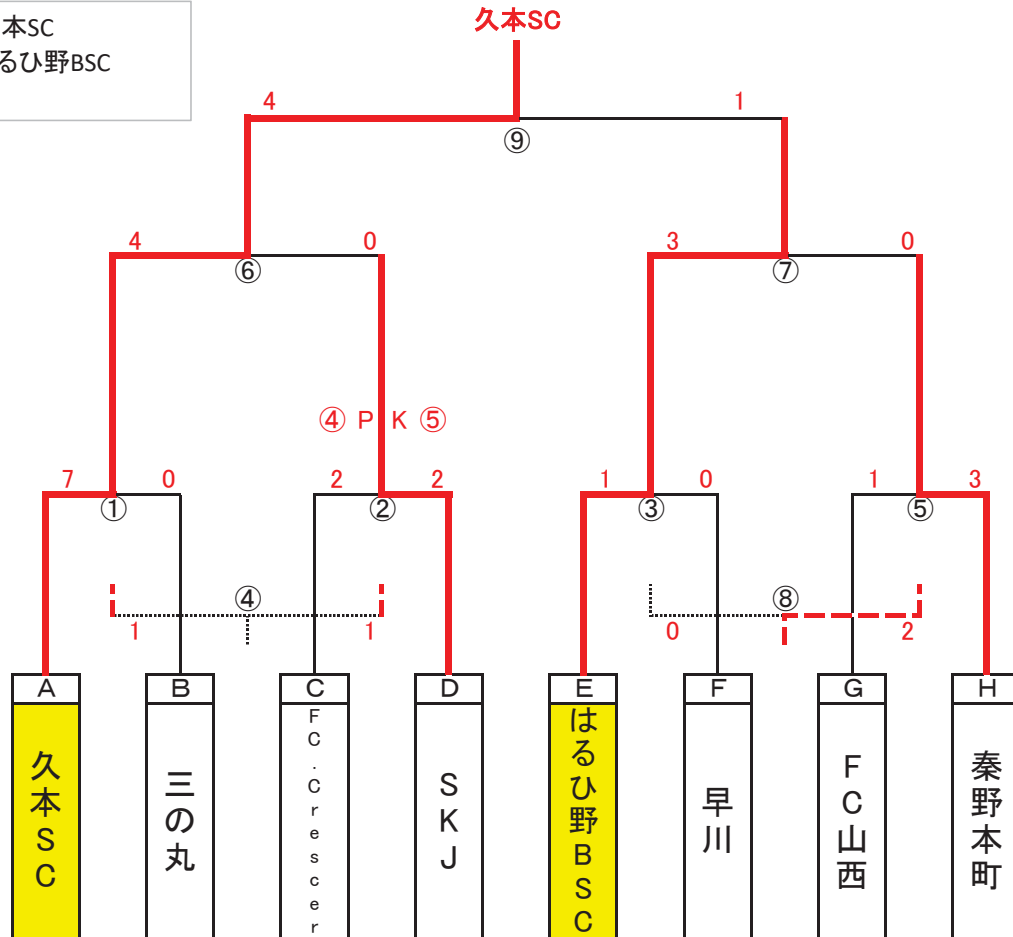 久本SC
本SC
るひ野BSC
4 1
⑨
4 0 3 0
⑥ ⑦
④ P K ⑤
7 0 2 2 1 0 1 3
① ② ③ ⑤
④ ⑧
1 1 0 2
A B C D E F G H
久本SC
三の丸
FC.Crescer
SKJ
はるひ野BSC
早川
FC山西
秦野本町